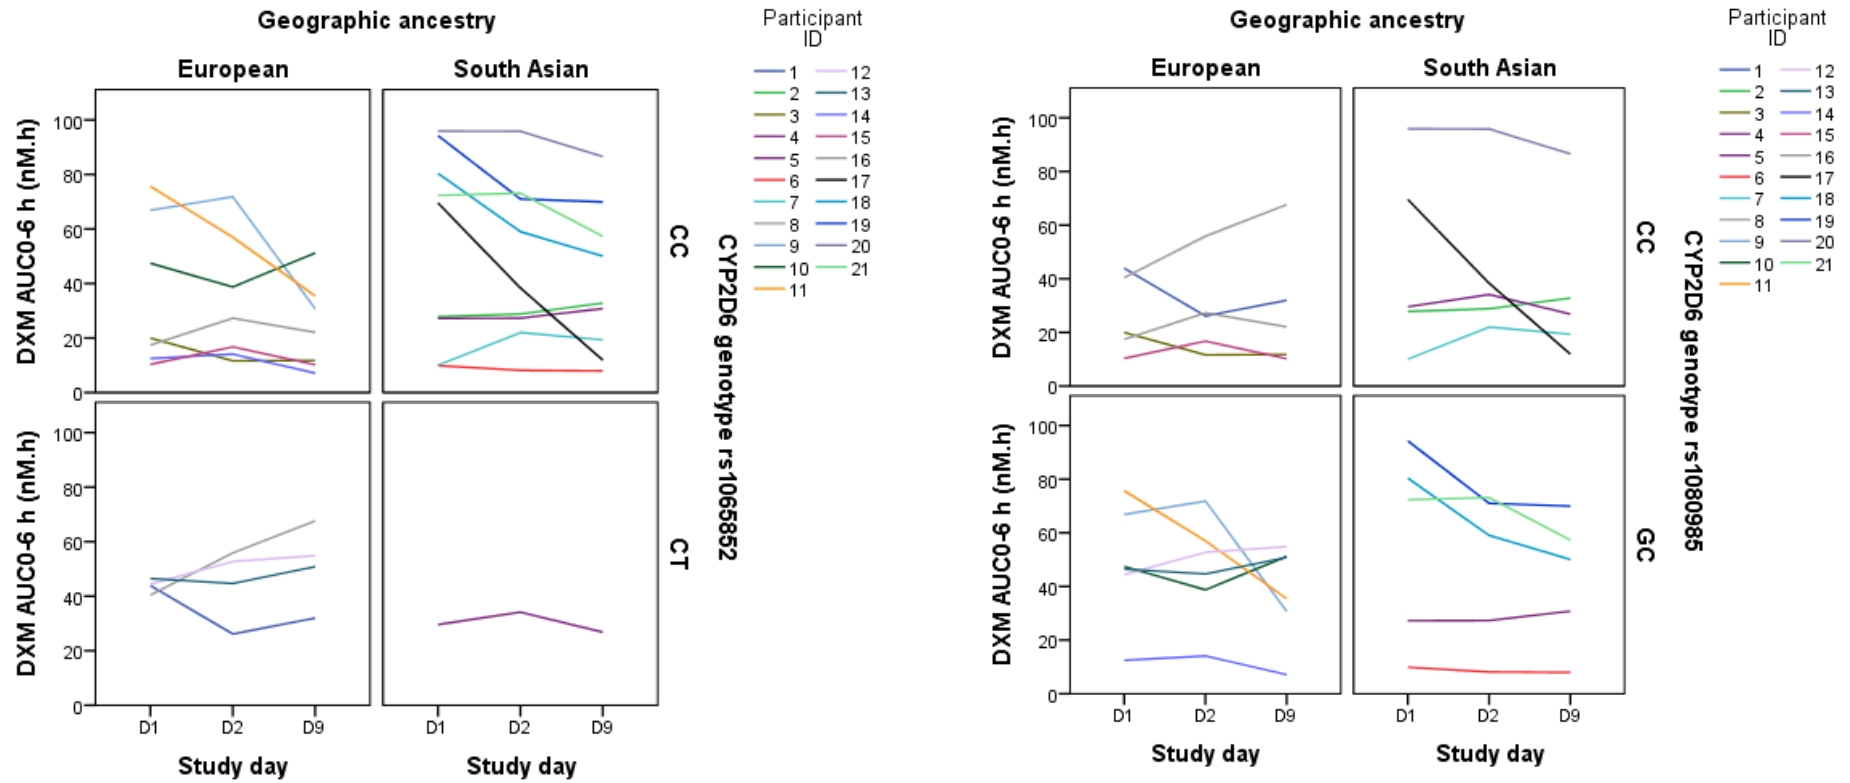 Geographic ancestry
European South Asian
DXM AUC0-6 h (nM.h)
100
80
60
40
20
0
CC
DXM AUC0-6 h (nM.h)
100
80
60
40
20
0
CT
CYP2D6 genotype rs1065852
D1 D2 D9 D1 D2 D9
Study day Study day
Participant
ID
1 12
2 13
3 14
4 15
5 16
6 17
7 18
8 19
9 20
10 21
11
Geographic ancestry
European South Asian
DXM AUC0-6 h (nM.h)
100
80
60
40
20
0
CC
DXM AUC0-6 h (nM.h)
100
80
60
40
20
0
GC
CYP2D6 genotype rs1080985
D1 D2 D9 D1 D2 D9
Study day Study day
Participant
ID
1 12
2 13
3 14
4 15
5 16
6 17
7 18
8 19
9 20
10 21
11